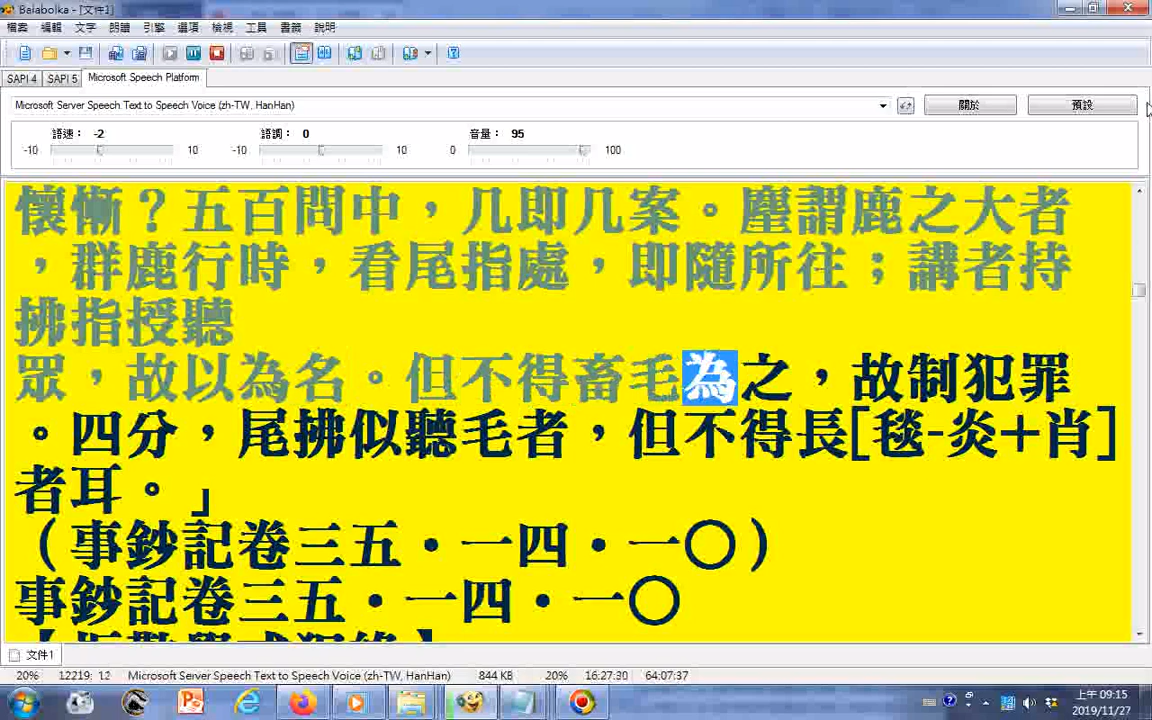 Balabolka - [文件1]
檔案 編輯 文字 朗讀 引擎 選項 檢視 工具 書籤 說明
SAPI 4 SAPI 5 Microsoft Speech Platform
Microsoft Server Speech Text to Speech Voice (zh-TW, HanHan) 關於 預設
語速： -2 語調： 0 音量： 95
-10 10 -10 10 0 100
懷慚？五百問中，几即几案。麈謂鹿之大者
，群鹿行時，看尾指處，即隨所往；講者持
拂指授聽
眾，故以為名。但不得畜毛為之，故制犯罪
。四分，尾拂似聽毛者，但不得長[毯-炎+肖]
者耳。」
（事鈔記卷三五‧一四‧一○）
事鈔記卷三五‧一四‧一○
文件1
20% 12219: 12 Microsoft Server Speech Text to Speech Voice (zh-TW, HanHan) 844 KB 20% 16:27:30 64:07:37
上午 09:15
2019/11/27